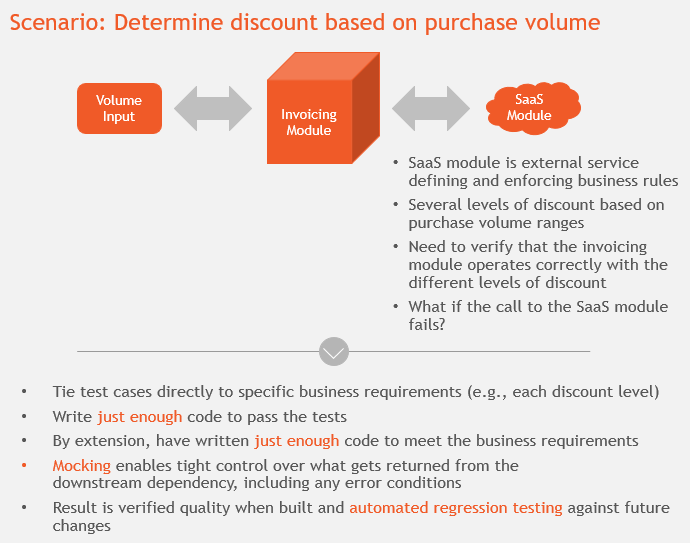 Scenario: Determine discount based on purchase volume
Volume
Input
Invoicing
Module
SaaS
Module
• SaaS module is external service
defining and enforcing business rules
• Several levels of discount based on
purchase volume ranges
• Need to verify that the invoicing
module operates correctly with the
different levels of discount
• What if the call to the SaaS module
fails?
• Tie test cases directly to specific business requirements (e.g., each discount level)
• Write just enough code to pass the tests
• By extension, have written just enough code to meet the business requirements
• Mocking enables tight control over what gets returned from the
downstream dependency, including any error conditions
• Result is verified quality when built and automated regression testing against future
changes